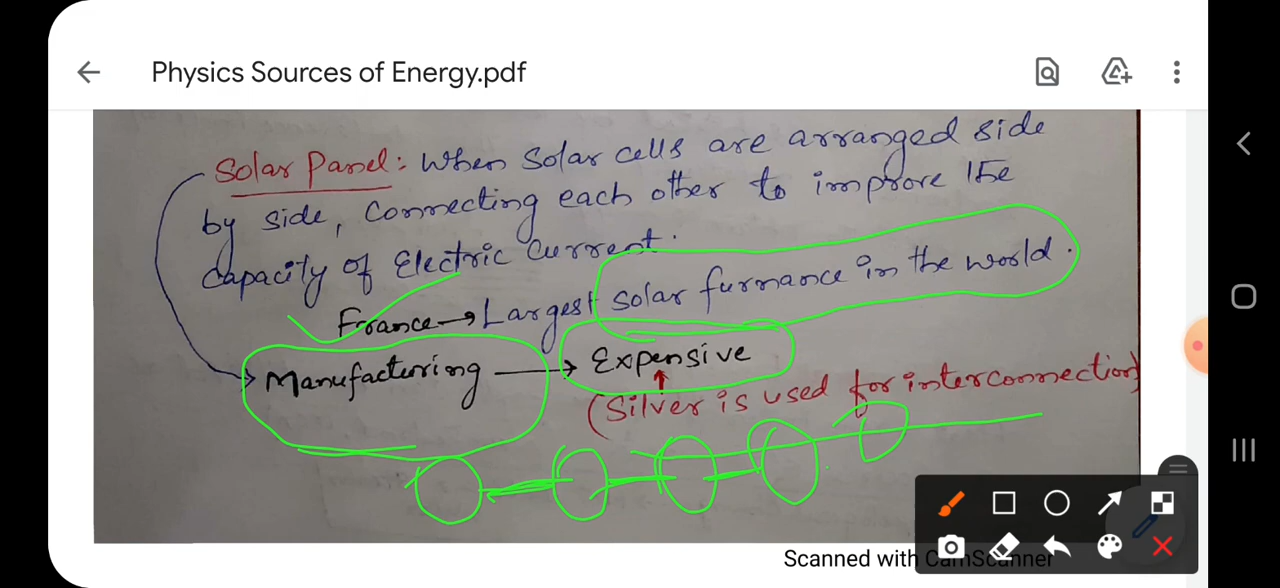 Physics Sources of Energy.pdf
Solar Panel: When Solar cells are arranged side
by side, Connecting each other to improve the
capacity of Electric Current.
France → Largest solar furnance in the world.
Manufacturing → Expensive
(Silver is used for interconnection)
Scanned with CamScanner